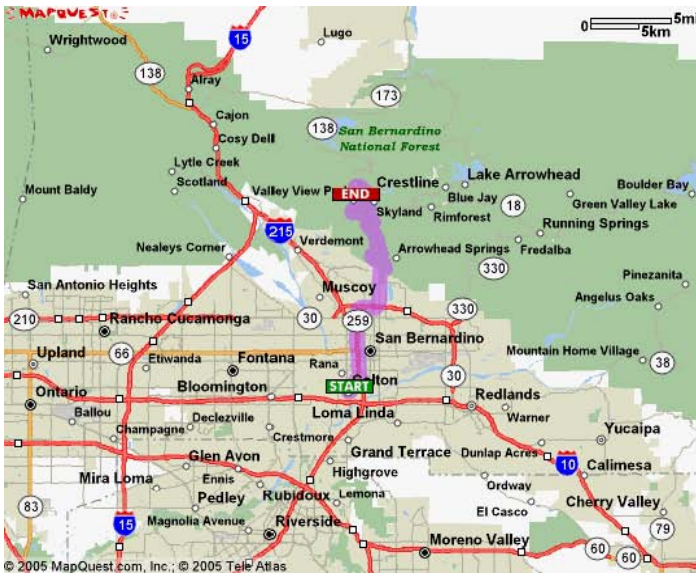 MAPQUEST
15
5mi
0
5km
Wrightwood
Lugo
138
Alray
173
Cajon
138
San Bernardino
National Forest
Cosy Dell
Lytle Creek
Scotland
Valley View P
END
Crestline
Lake Arrowhead
Boulder Bay
Mount Baldy
Skyland
Blue Jay
Rimforest
18
Green Valley Lake
215
Running Springs
Nealeys Corner
Verdemont
Arrowhead Springs
Fredalba
330
Pinezanita
San Antonio Heights
Muscoy
Angelus Oaks
210
Rancho Cucamonga
30
259
330
66
San Bernardino
Upland
Etiwanda
Fontana
Rana
Mountain Home Village
38
Ontario
Bloomington
START
Colton
30
Redlands
Ballou
Declezville
Loma Linda
Warner
Champagne
Crestmore
Yucaipa
Glen Avon
Grand Terrace
Dunlap Acres
10
Mira Loma
Ennis
Highgrove
Calimesa
Pedley
Rubidoux
Lemona
Ordway
83
El Casco
Cherry Valley
15
Magnolia Avenue
Riverside
79
Moreno Valley
60
60
© 2005 MapQuest.com, Inc.; © 2005 Tele Atlas